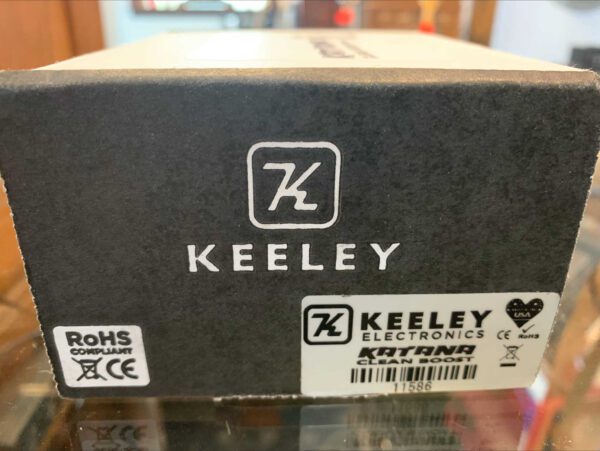 K
KEELEY
RoHS
COMPLIANT
CE
K KEELEY
ELECTRONICS
USA
CE RoHS
KATANA
CLEAN BOOST
11586